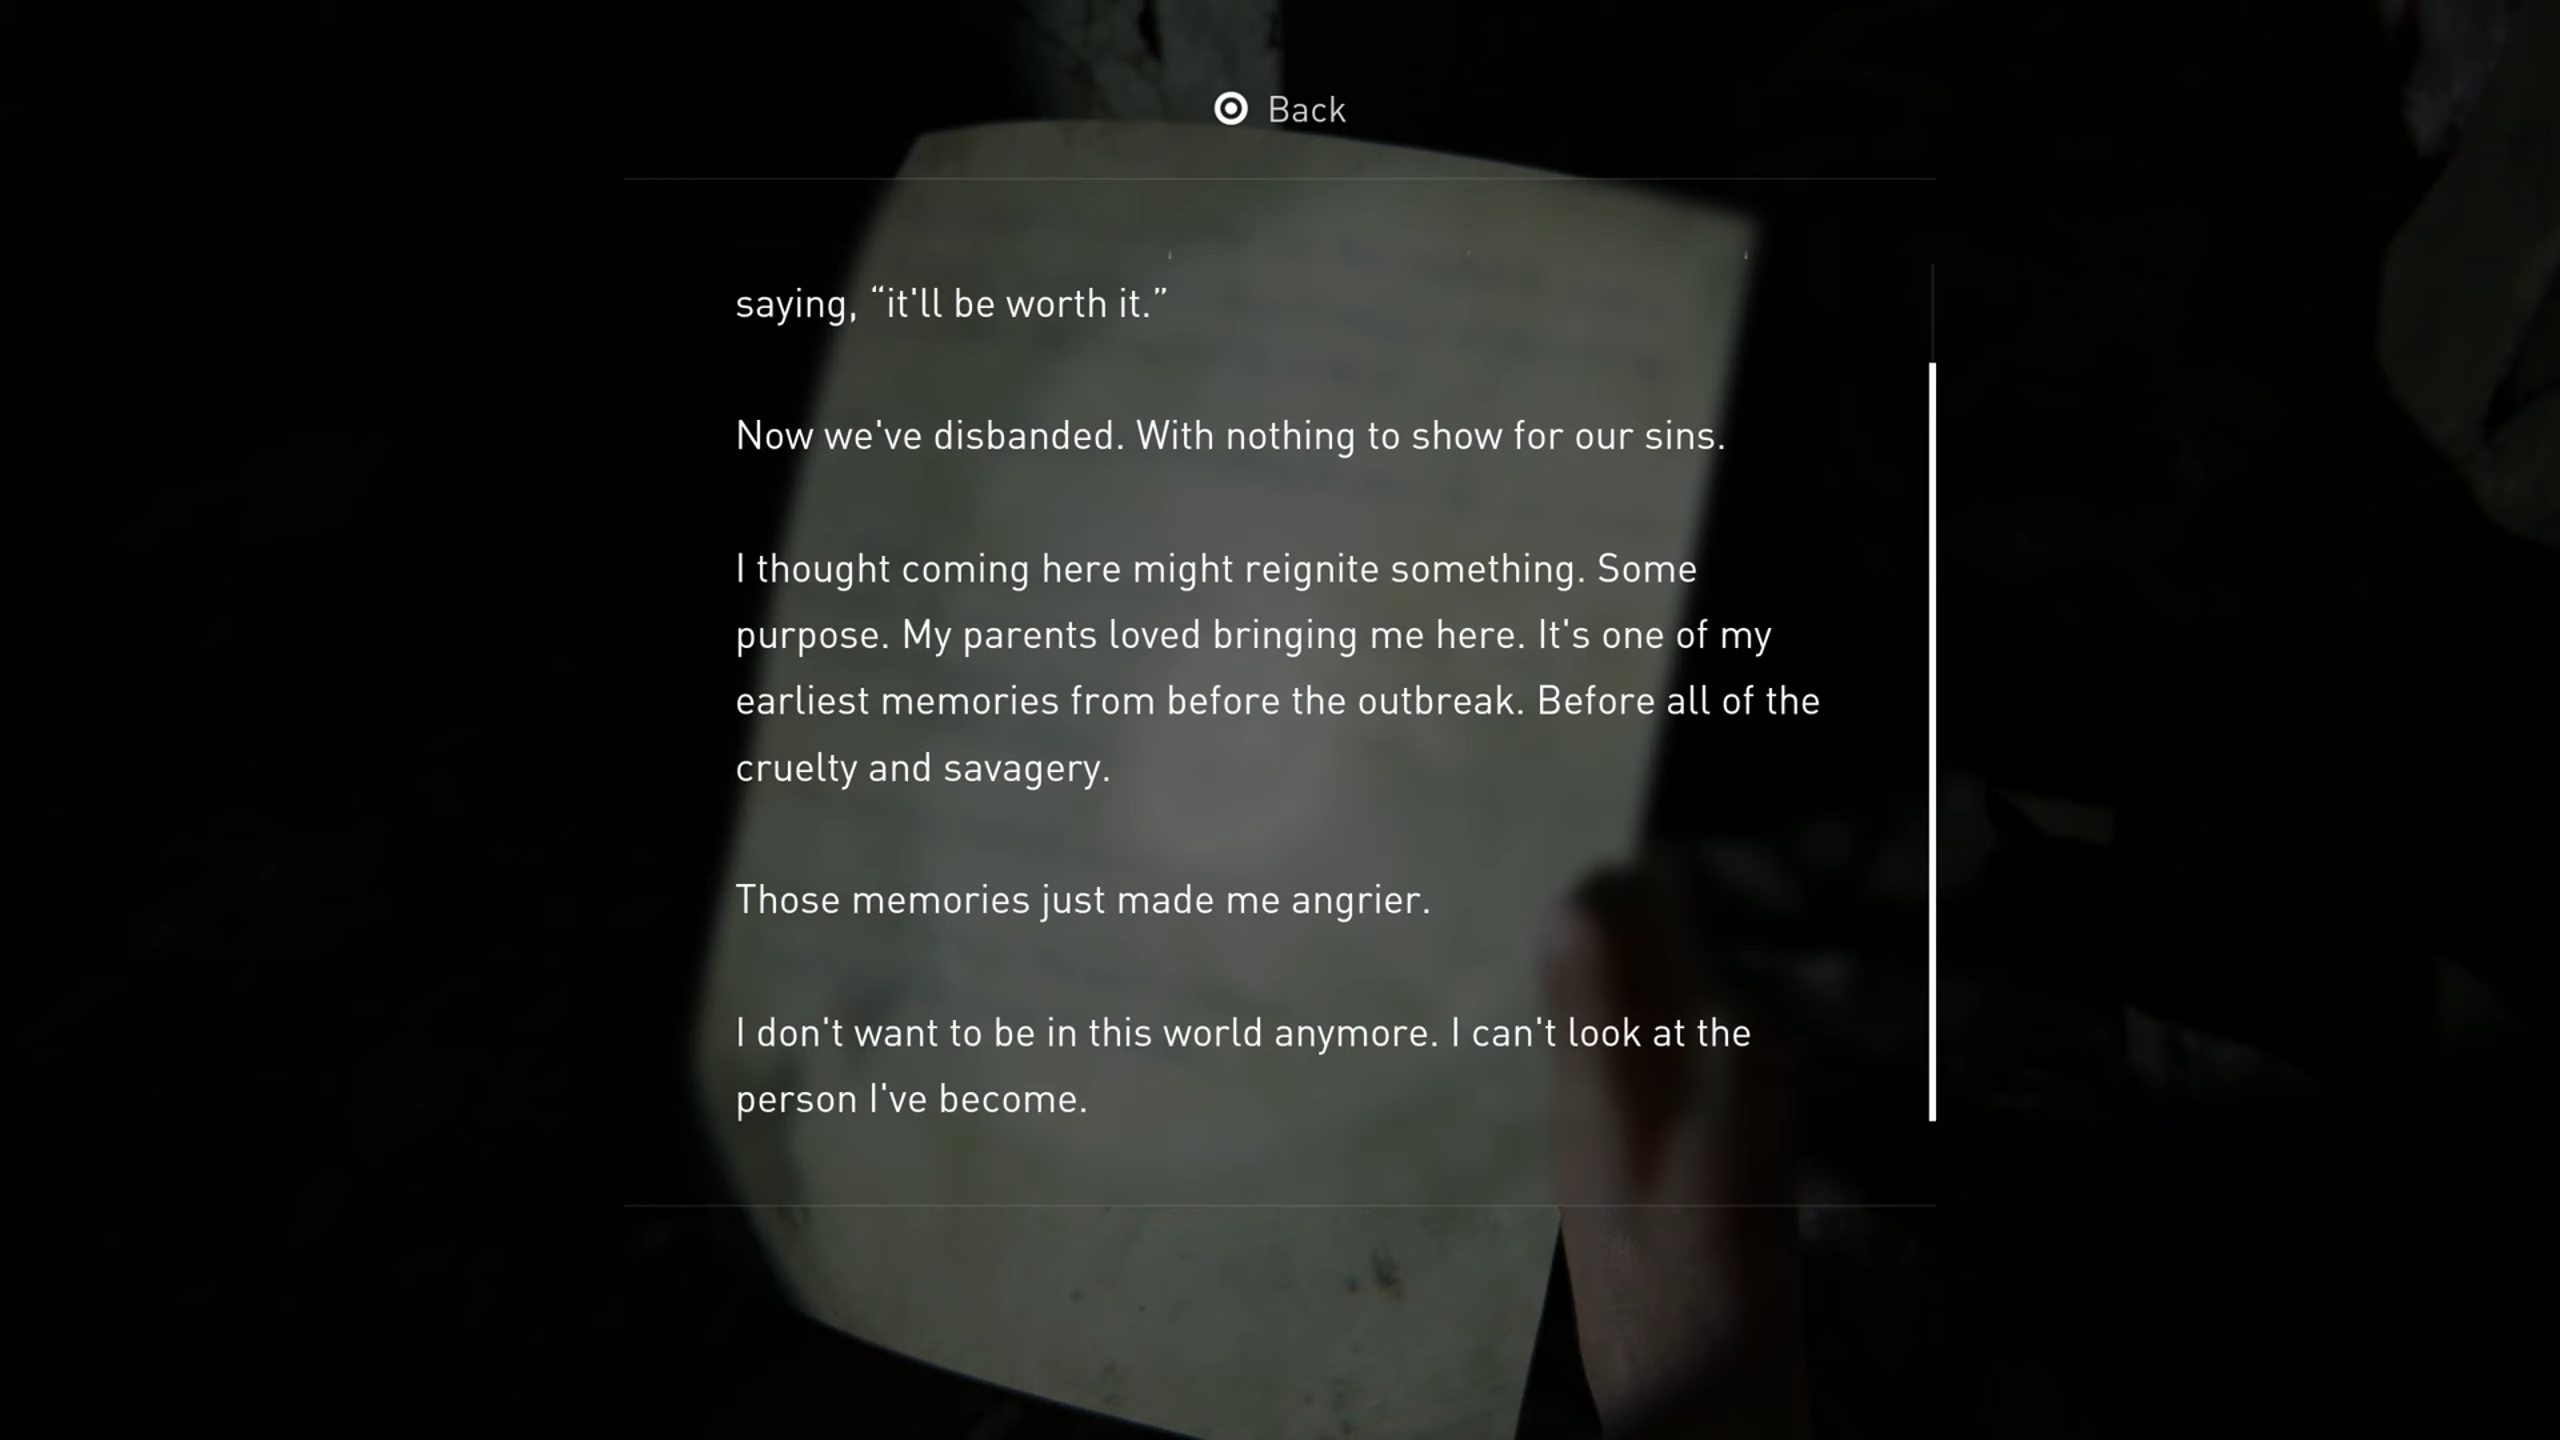 Back
saying, “it'll be worth it.”
Now we've disbanded. With nothing to show for our sins.
I thought coming here might reignite something. Some
purpose. My parents loved bringing me here. It's one of my
earliest memories from before the outbreak. Before all of the
cruelty and savagery.
Those memories just made me angrier.
I don't want to be in this world anymore. I can't look at the
person I've become.